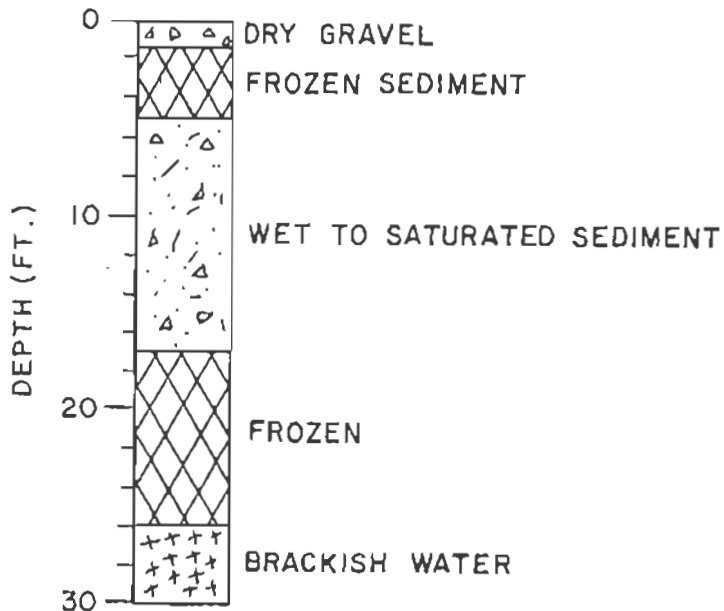 0
DRY GRAVEL
FROZEN SEDIMENT
10
WET TO SATURATED SEDIMENT
DEPTH (FT.)
20
FROZEN
BRACKISH WATER
30